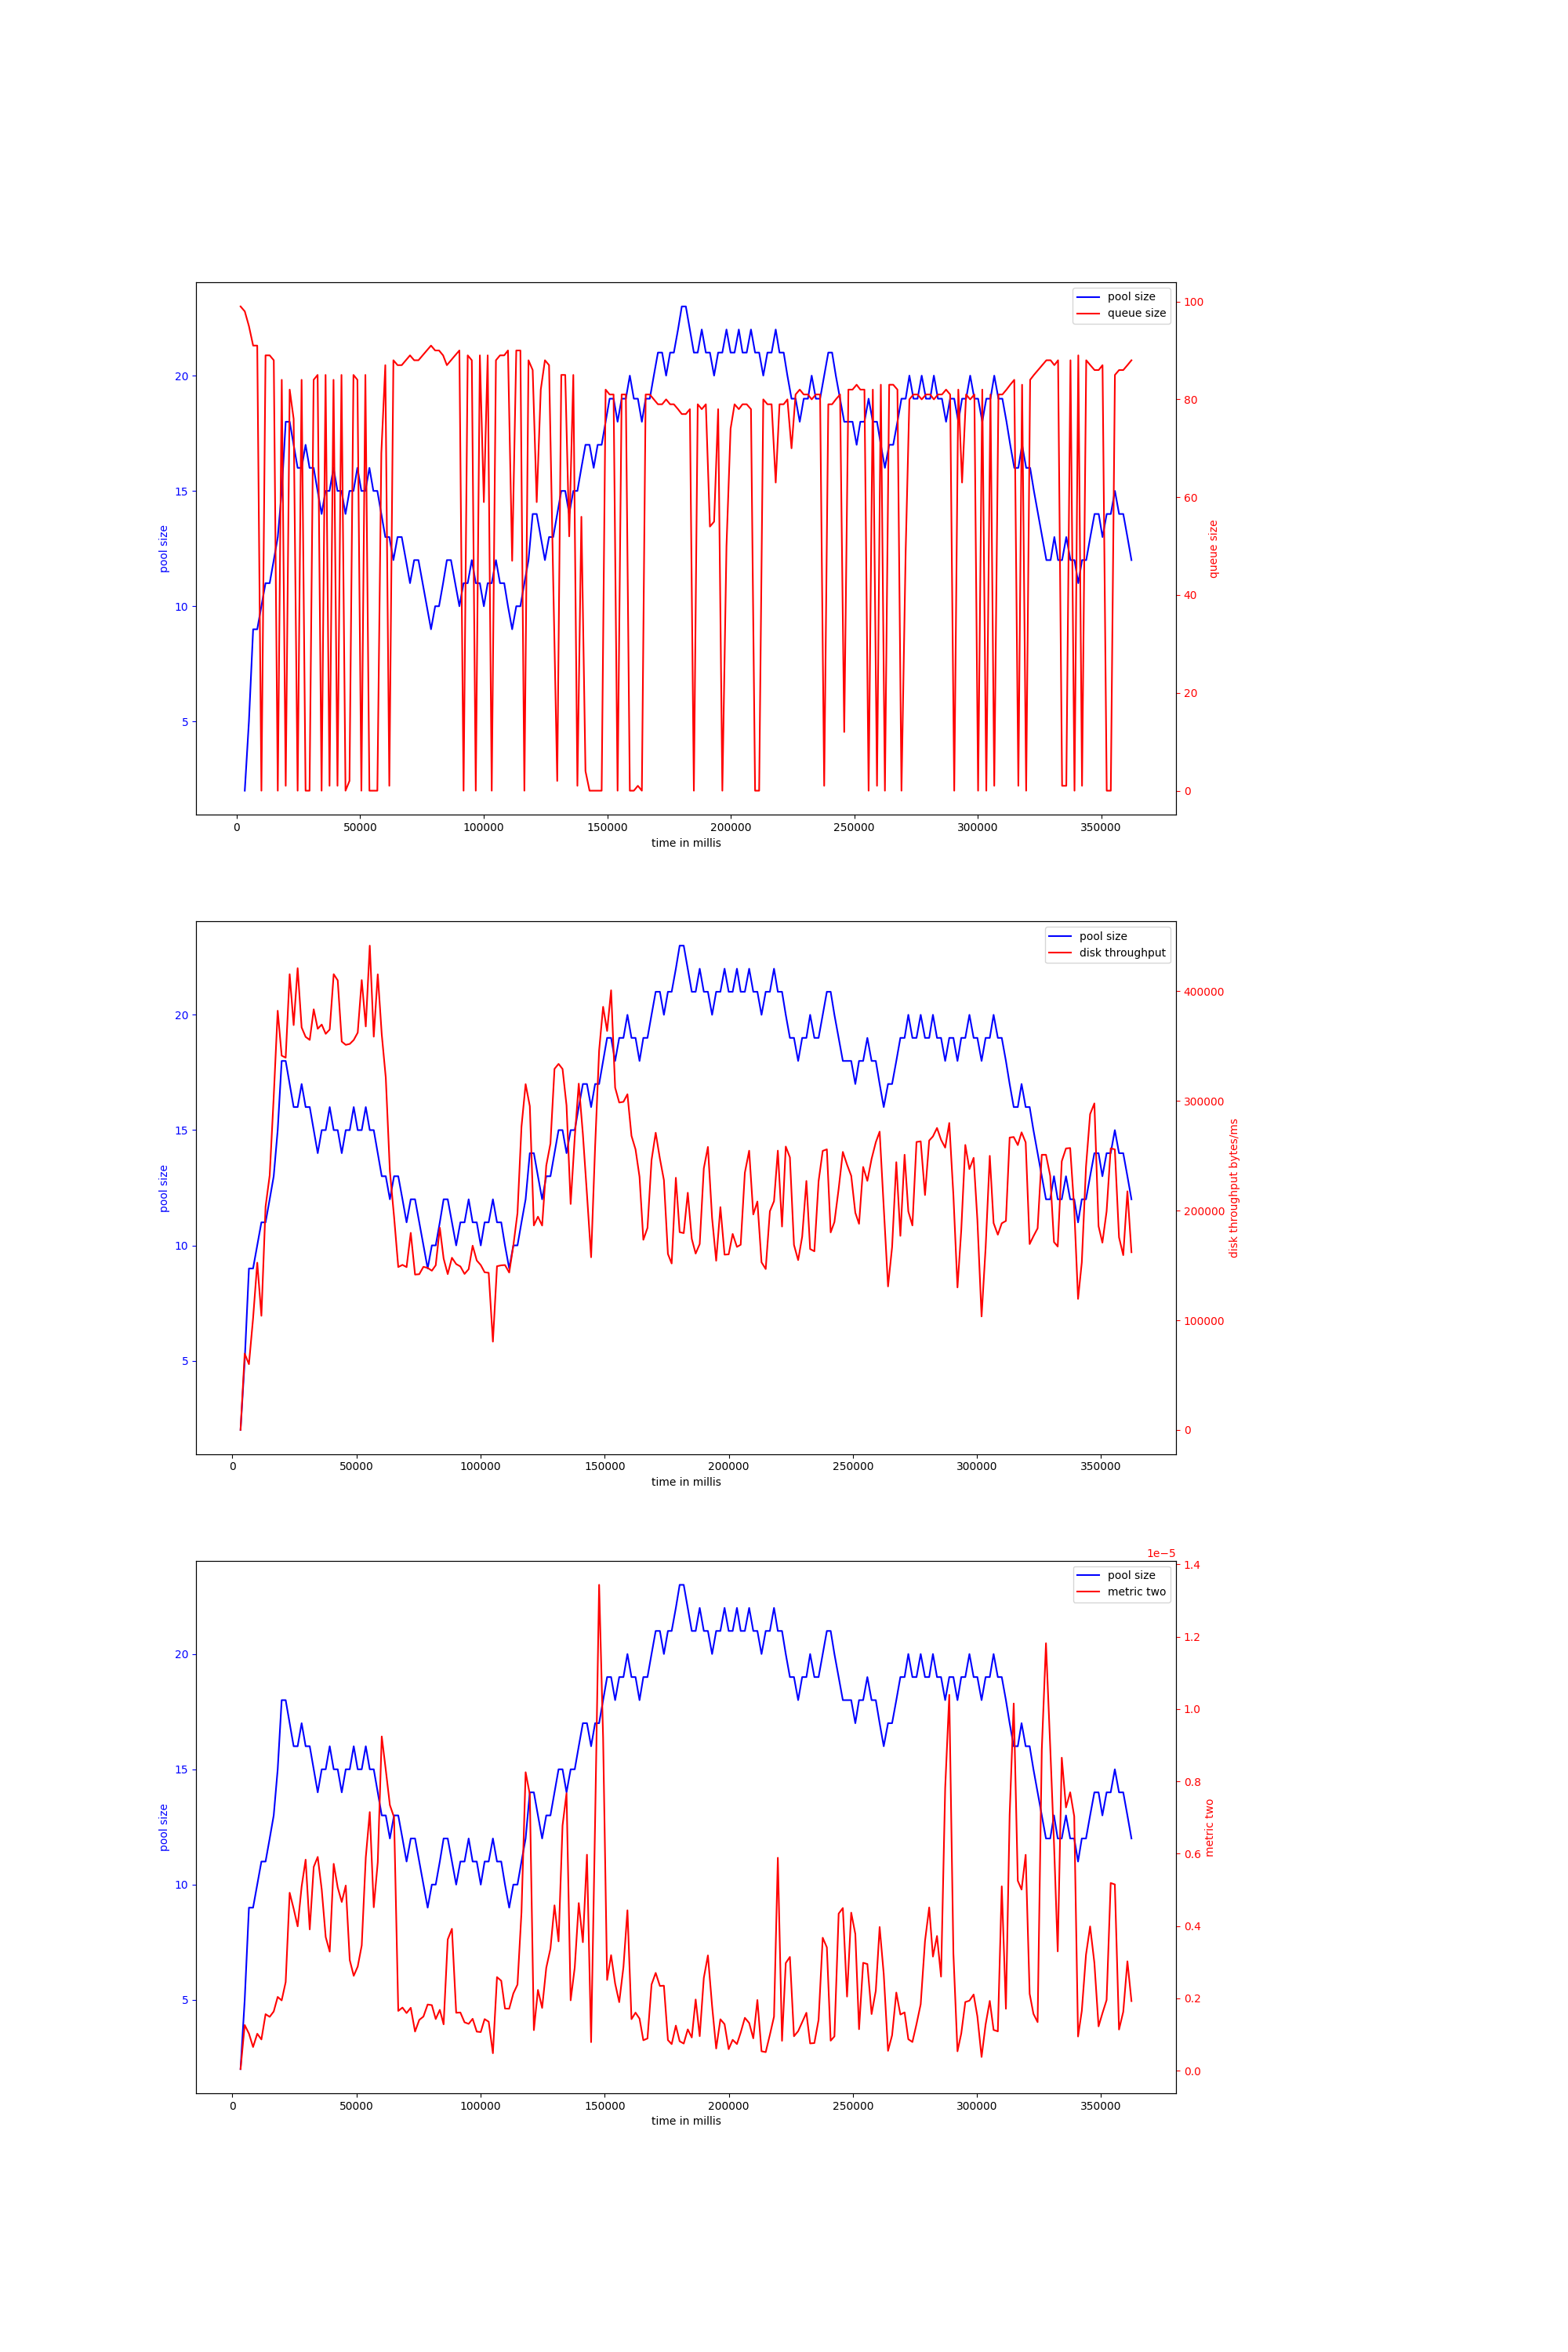 pool size
queue size
20
15
10
5
pool size
100
80
60
40
20
0
queue size
0 50000 100000 150000 200000 250000 300000 350000
time in millis
pool size
disk throughput
20
15
10
5
pool size
400000
300000
200000
100000
0
disk throughput bytes/ms
0 50000 100000 150000 200000 250000 300000 350000
time in millis
1e−5
pool size
metric two
20
15
10
5
pool size
1.4
1.2
1.0
0.8
0.6
0.4
0.2
0.0
metric two
0 50000 100000 150000 200000 250000 300000 350000
time in millis